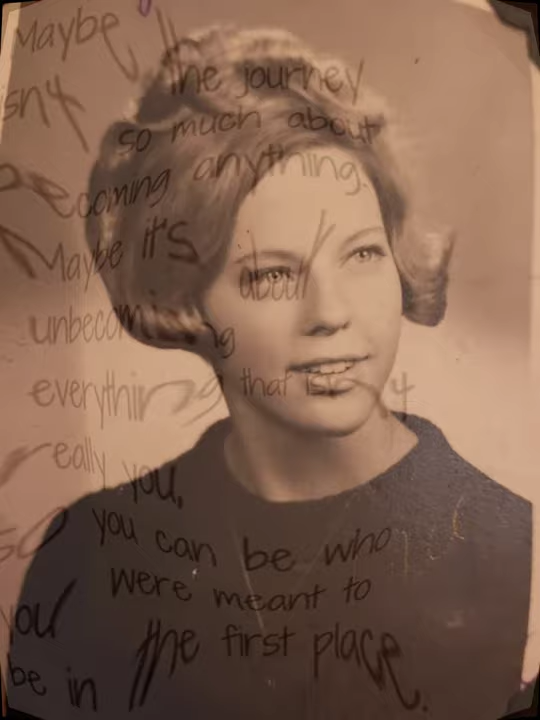 Maybe the journey
isn't so much about
becoming anything.
Maybe it's about
unbecoming
everything that isn't
really you,
so you can be who
you were meant to
be in the first place.